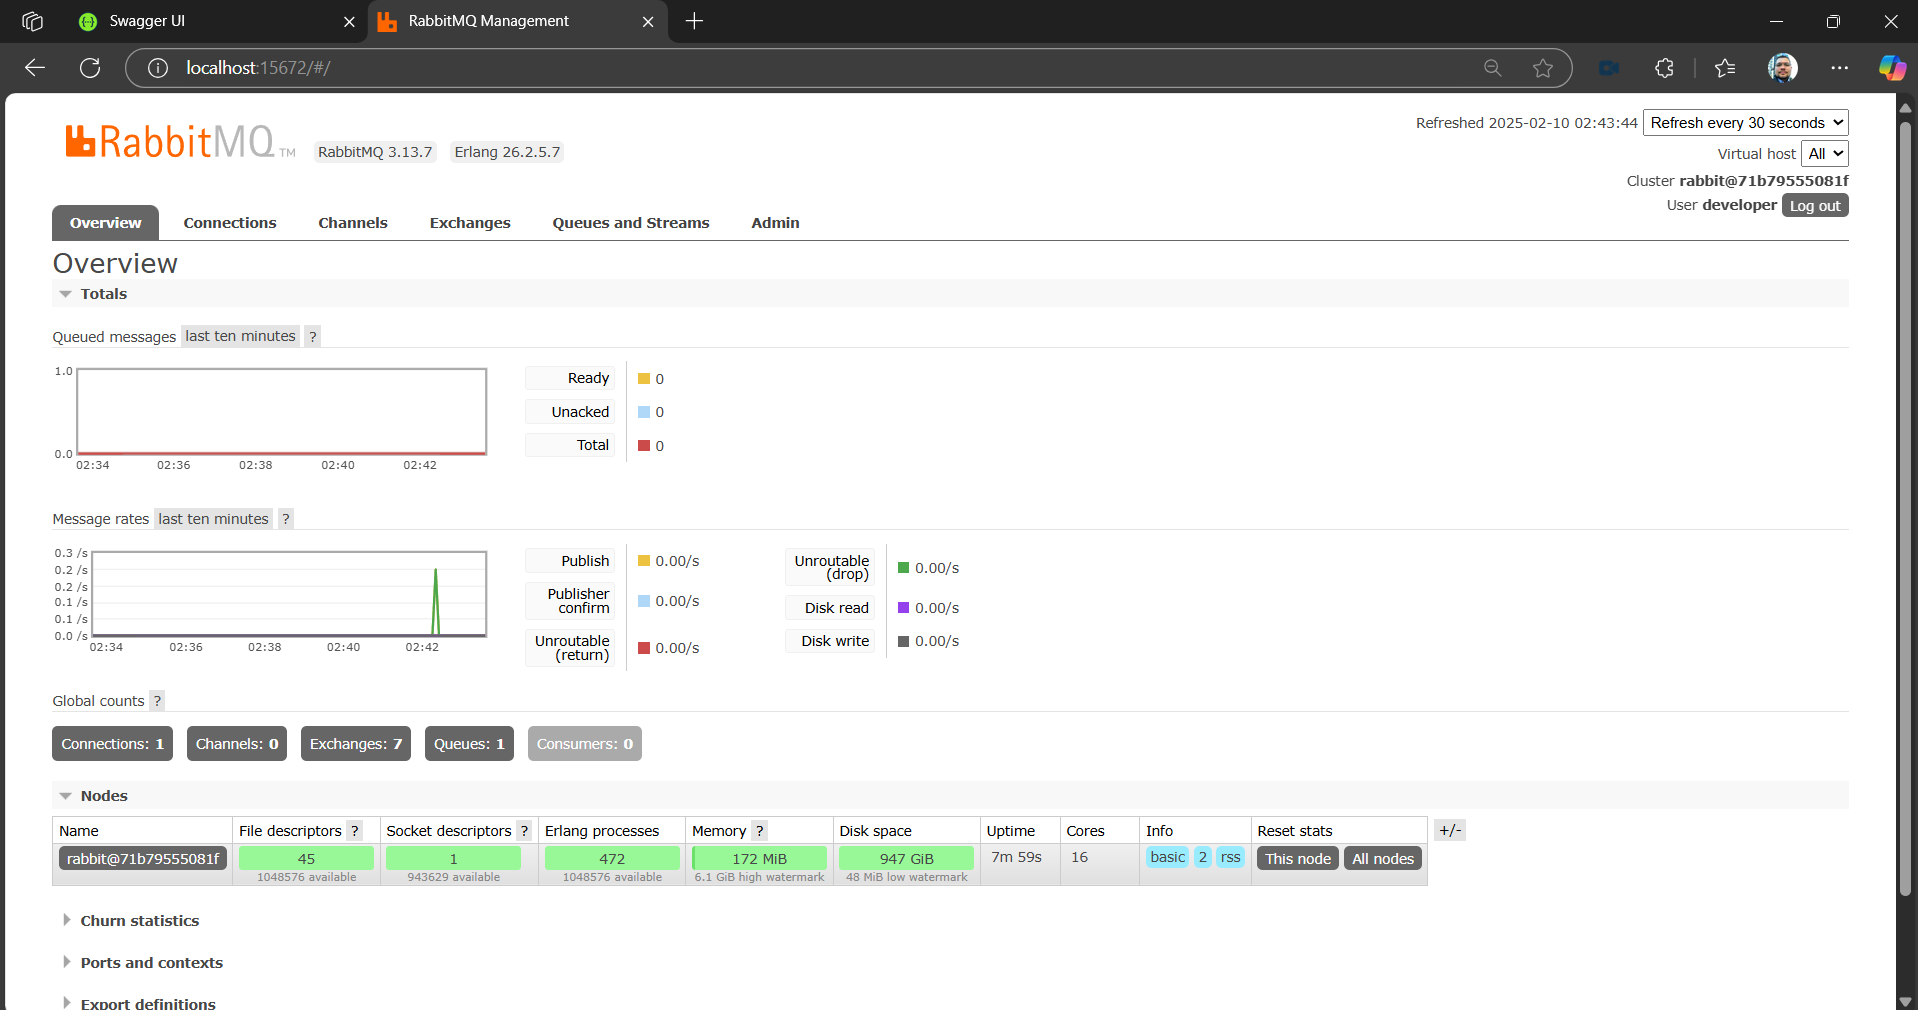 Swagger UI
RabbitMQ Management
localhost:15672/#/
RabbitMQ TM
RabbitMQ 3.13.7
Erlang 26.2.5.7
Refreshed 2025-02-10 02:43:44
Refresh every 30 seconds
Virtual host All
Cluster rabbit@71b79555081f
User developer Log out
Overview
Connections
Channels
Exchanges
Queues and Streams
Admin
Overview
Totals
Queued messages last ten minutes ?
1.0
0.0
02:34 02:36 02:38 02:40 02:42
Ready 0
Unacked 0
Total 0
Message rates last ten minutes ?
0.3 /s
0.2 /s
0.2 /s
0.1 /s
0.1 /s
0.0 /s
02:34 02:36 02:38 02:40 02:42
Publish 0.00/s
Publisher
confirm 0.00/s
Unroutable
(return) 0.00/s
Unroutable
(drop) 0.00/s
Disk read 0.00/s
Disk write 0.00/s
Global counts ?
Connections: 1
Channels: 0
Exchanges: 7
Queues: 1
Consumers: 0
Nodes
Name File descriptors ? Socket descriptors ? Erlang processes Memory ? Disk space Uptime Cores Info Reset stats +/-
rabbit@71b79555081f 45 1 472 172 MiB 947 GiB 7m 59s 16 basic 2 rss This node All nodes
1048576 available 943629 available 1048576 available 6.1 GiB high watermark 48 MiB low watermark
Churn statistics
Ports and contexts
Export definitions